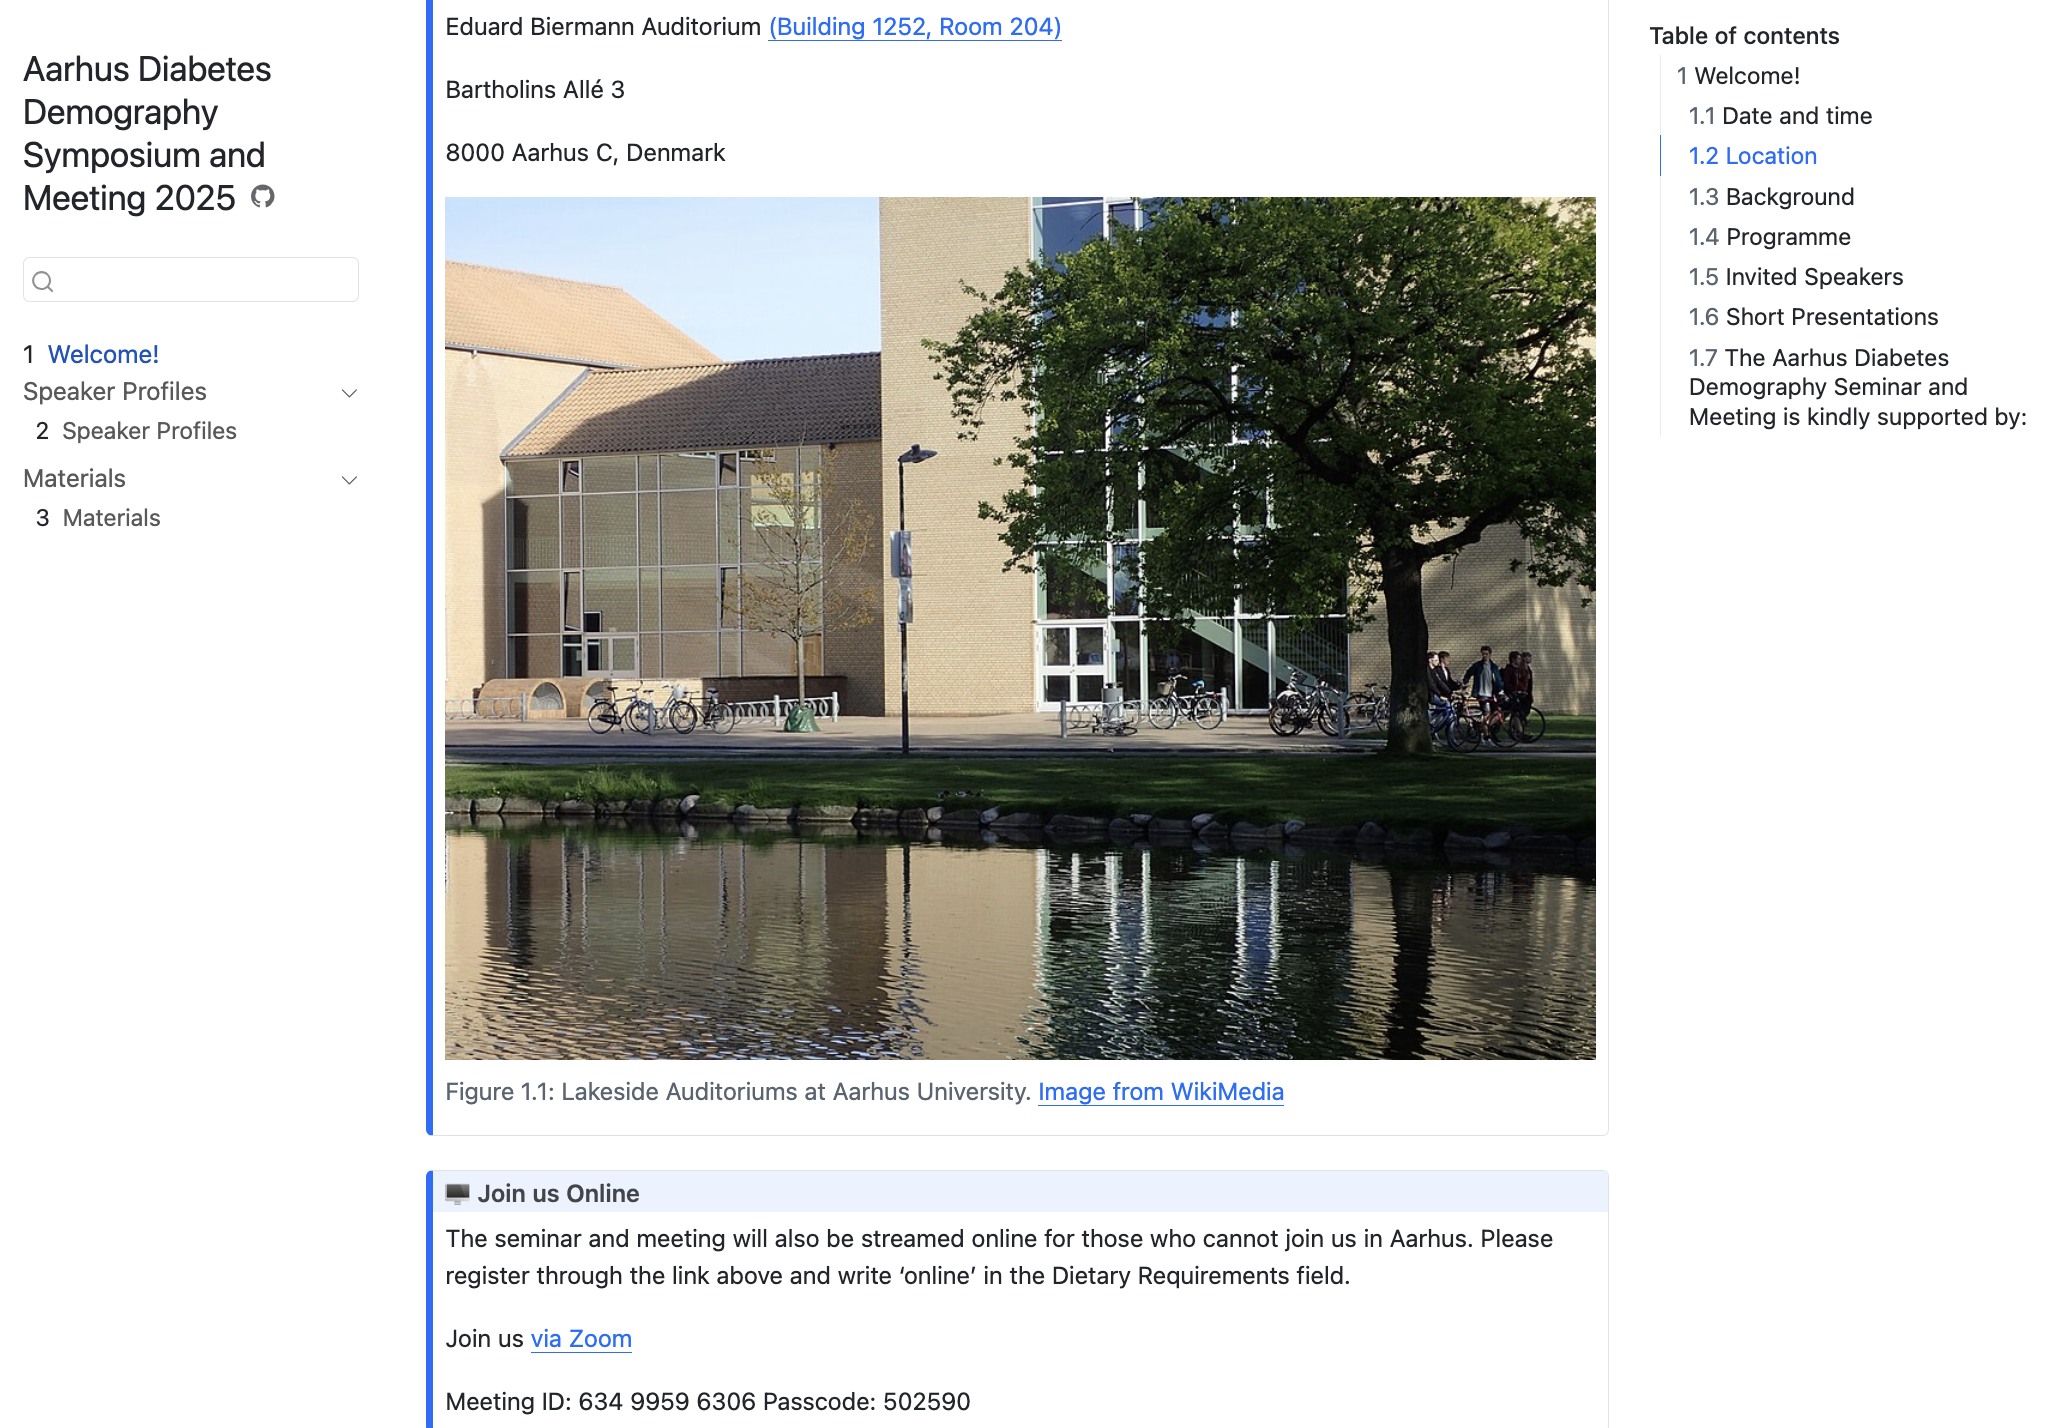 Aarhus Diabetes
Demography
Symposium and
Meeting 2025
1 Welcome!
Speaker Profiles
2 Speaker Profiles
Materials
3 Materials
Eduard Biermann Auditorium (Building 1252, Room 204)
Bartholins Allé 3
8000 Aarhus C, Denmark
Figure 1.1: Lakeside Auditoriums at Aarhus University. Image from WikiMedia
Join us Online
The seminar and meeting will also be streamed online for those who cannot join us in Aarhus. Please
register through the link above and write ‘online’ in the Dietary Requirements field.
Join us via Zoom
Meeting ID: 634 9959 6306 Passcode: 502590
Table of contents
1 Welcome!
1.1 Date and time
1.2 Location
1.3 Background
1.4 Programme
1.5 Invited Speakers
1.6 Short Presentations
1.7 The Aarhus Diabetes
Demography Seminar and
Meeting is kindly supported by: